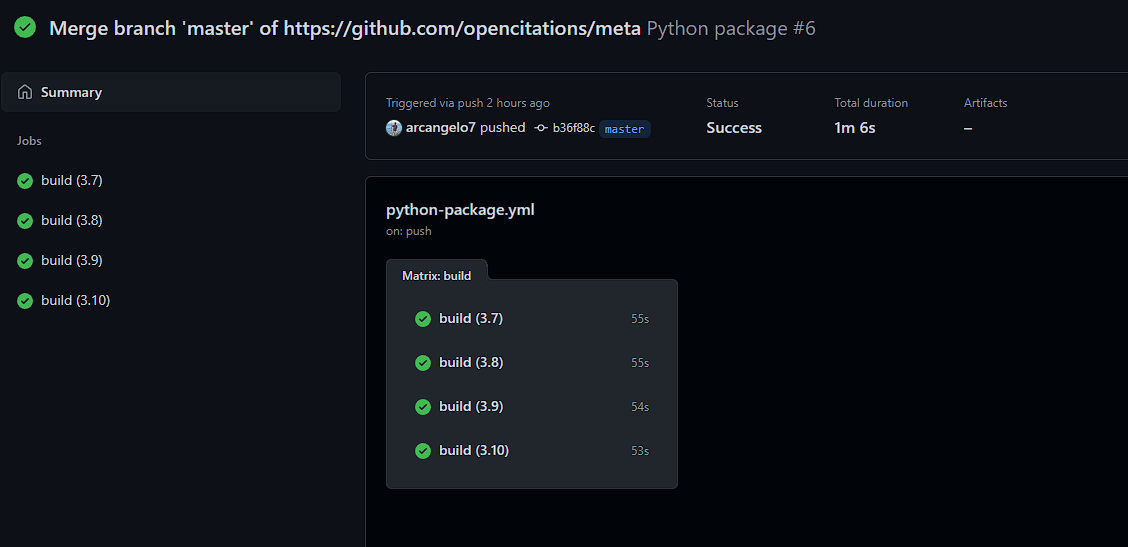 Merge branch 'master' of https://github.com/opencitations/meta Python package #6
Summary
Jobs
build (3.7)
build (3.8)
build (3.9)
build (3.10)
Triggered via push 2 hours ago
arcangelo7 pushed b36f88c master
Status
Success
Total duration
1m 6s
Artifacts
–
python-package.yml
on: push
Matrix: build
build (3.7) 55s
build (3.8) 55s
build (3.9) 54s
build (3.10) 53s